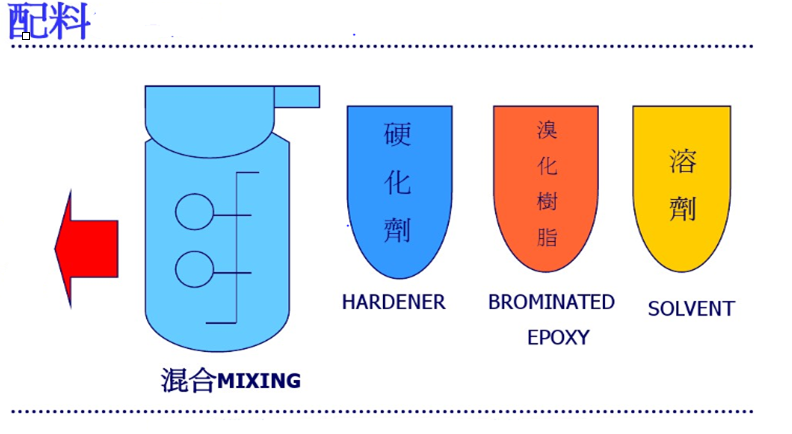 配料
硬化劑
溴化樹脂
溶劑
HARDENER
BROMINATED
EPOXY
SOLVENT
混合MIXING